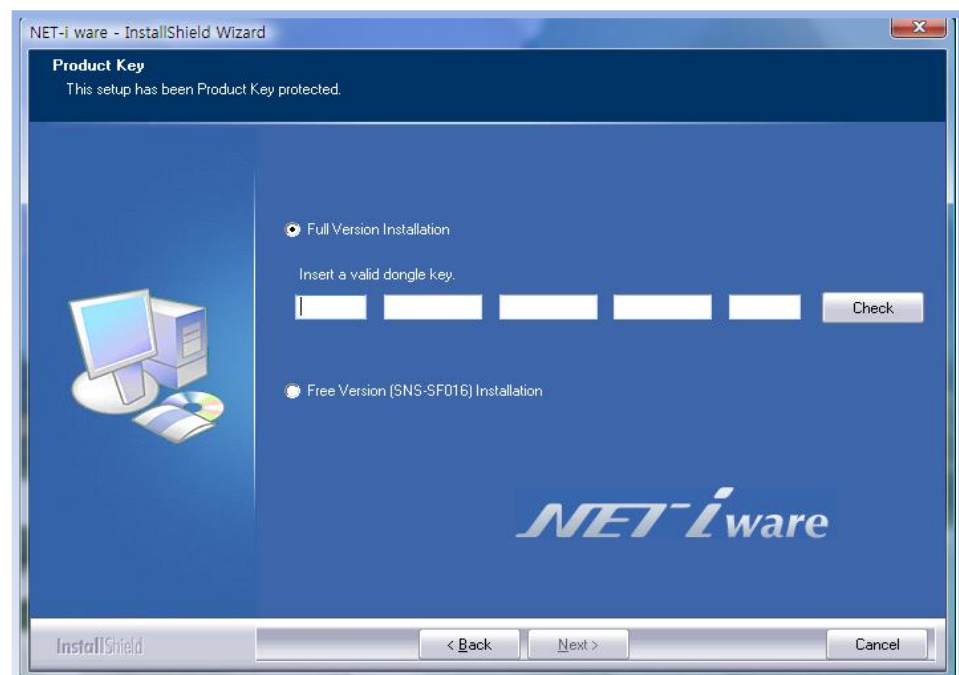 NET-i ware - InstallShield Wizard
Product Key
This setup has been Product Key protected.
Full Version Installation
Insert a valid dongle key.
Check
Free Version (SNS-SF016) Installation
NET-i ware
InstallShield
< Back
Next >
Cancel